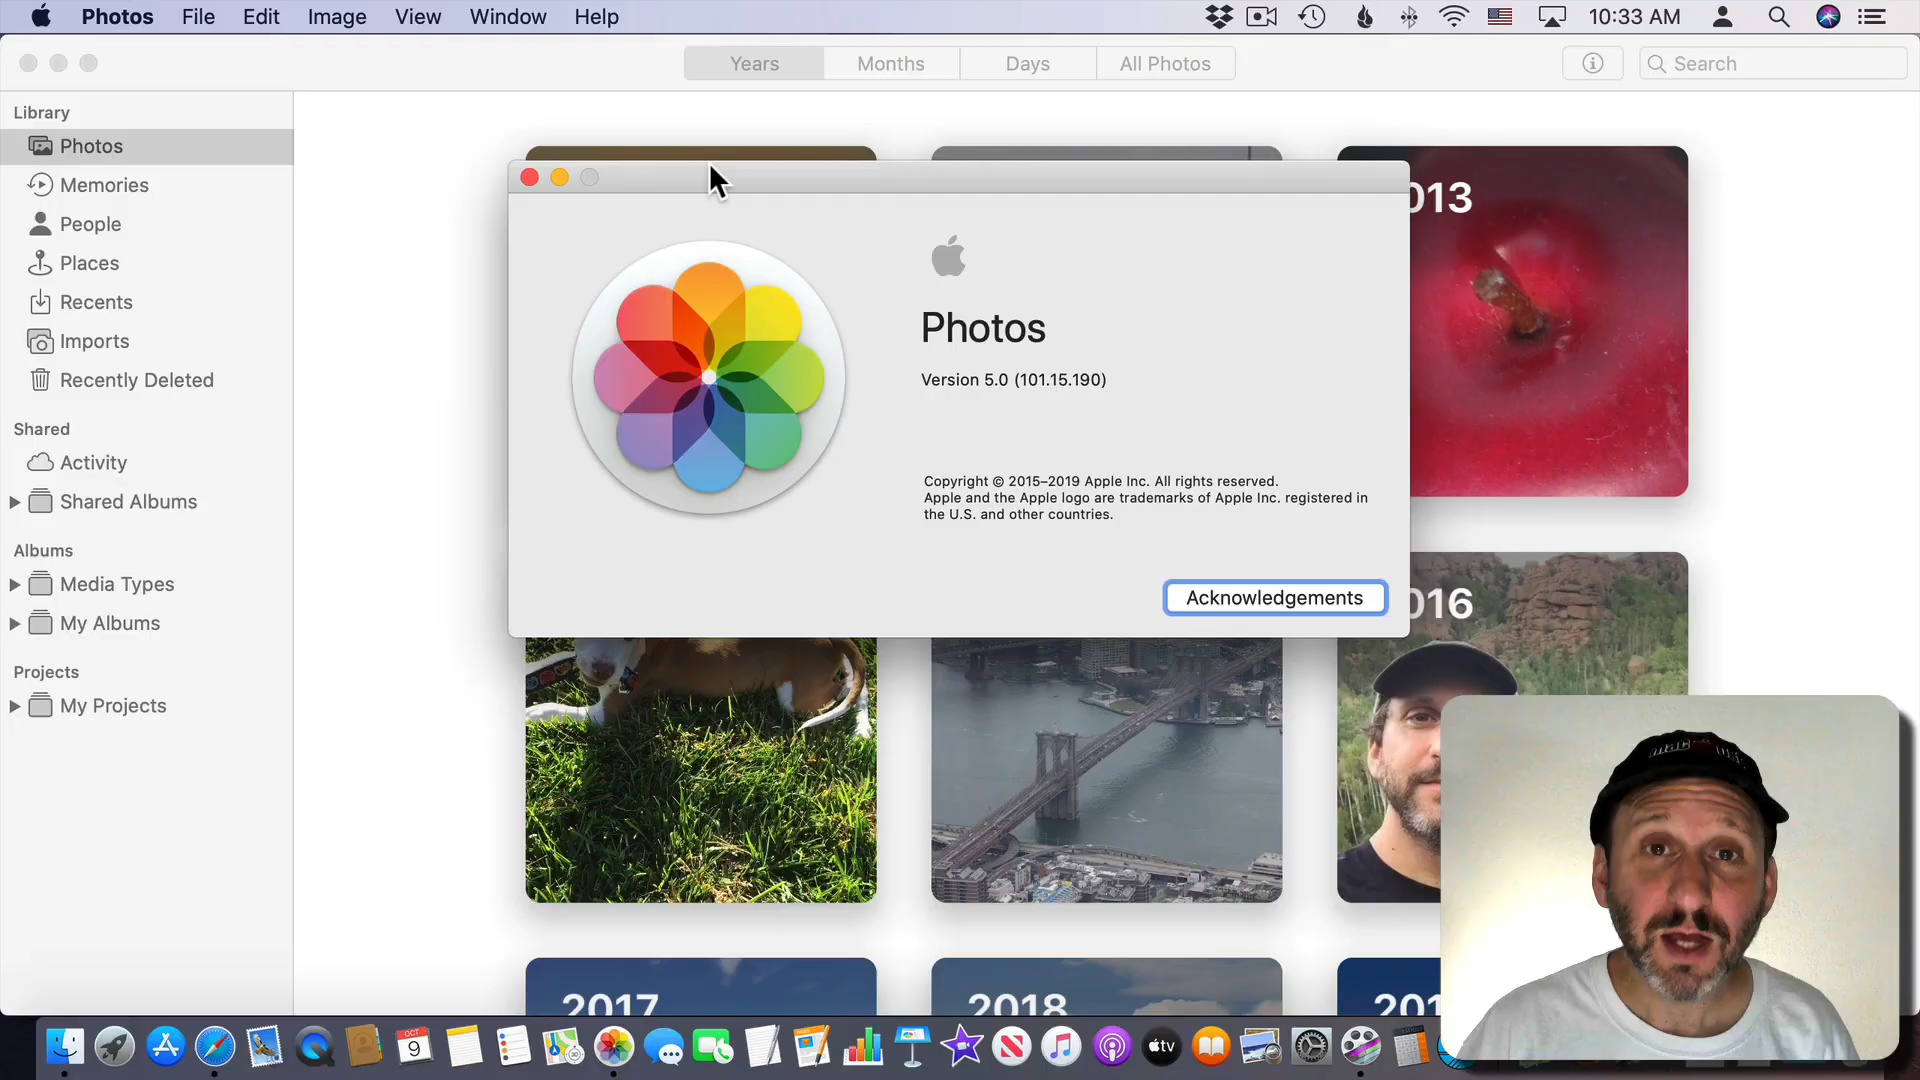 Photos File Edit Image View Window Help 10:33 AM
Years Months Days All Photos Search
Library
Photos
Memories
People
Places
Recents
Imports
Recently Deleted
Shared
Activity
Shared Albums
Albums
Media Types
My Albums
Projects
My Projects
013
Photos
Version 5.0 (101.15.190)
Copyright © 2015–2019 Apple Inc. All rights reserved.
Apple and the Apple logo are trademarks of Apple Inc. registered in
the U.S. and other countries.
Acknowledgements
016
2017 2018 201
OCT
9
tv